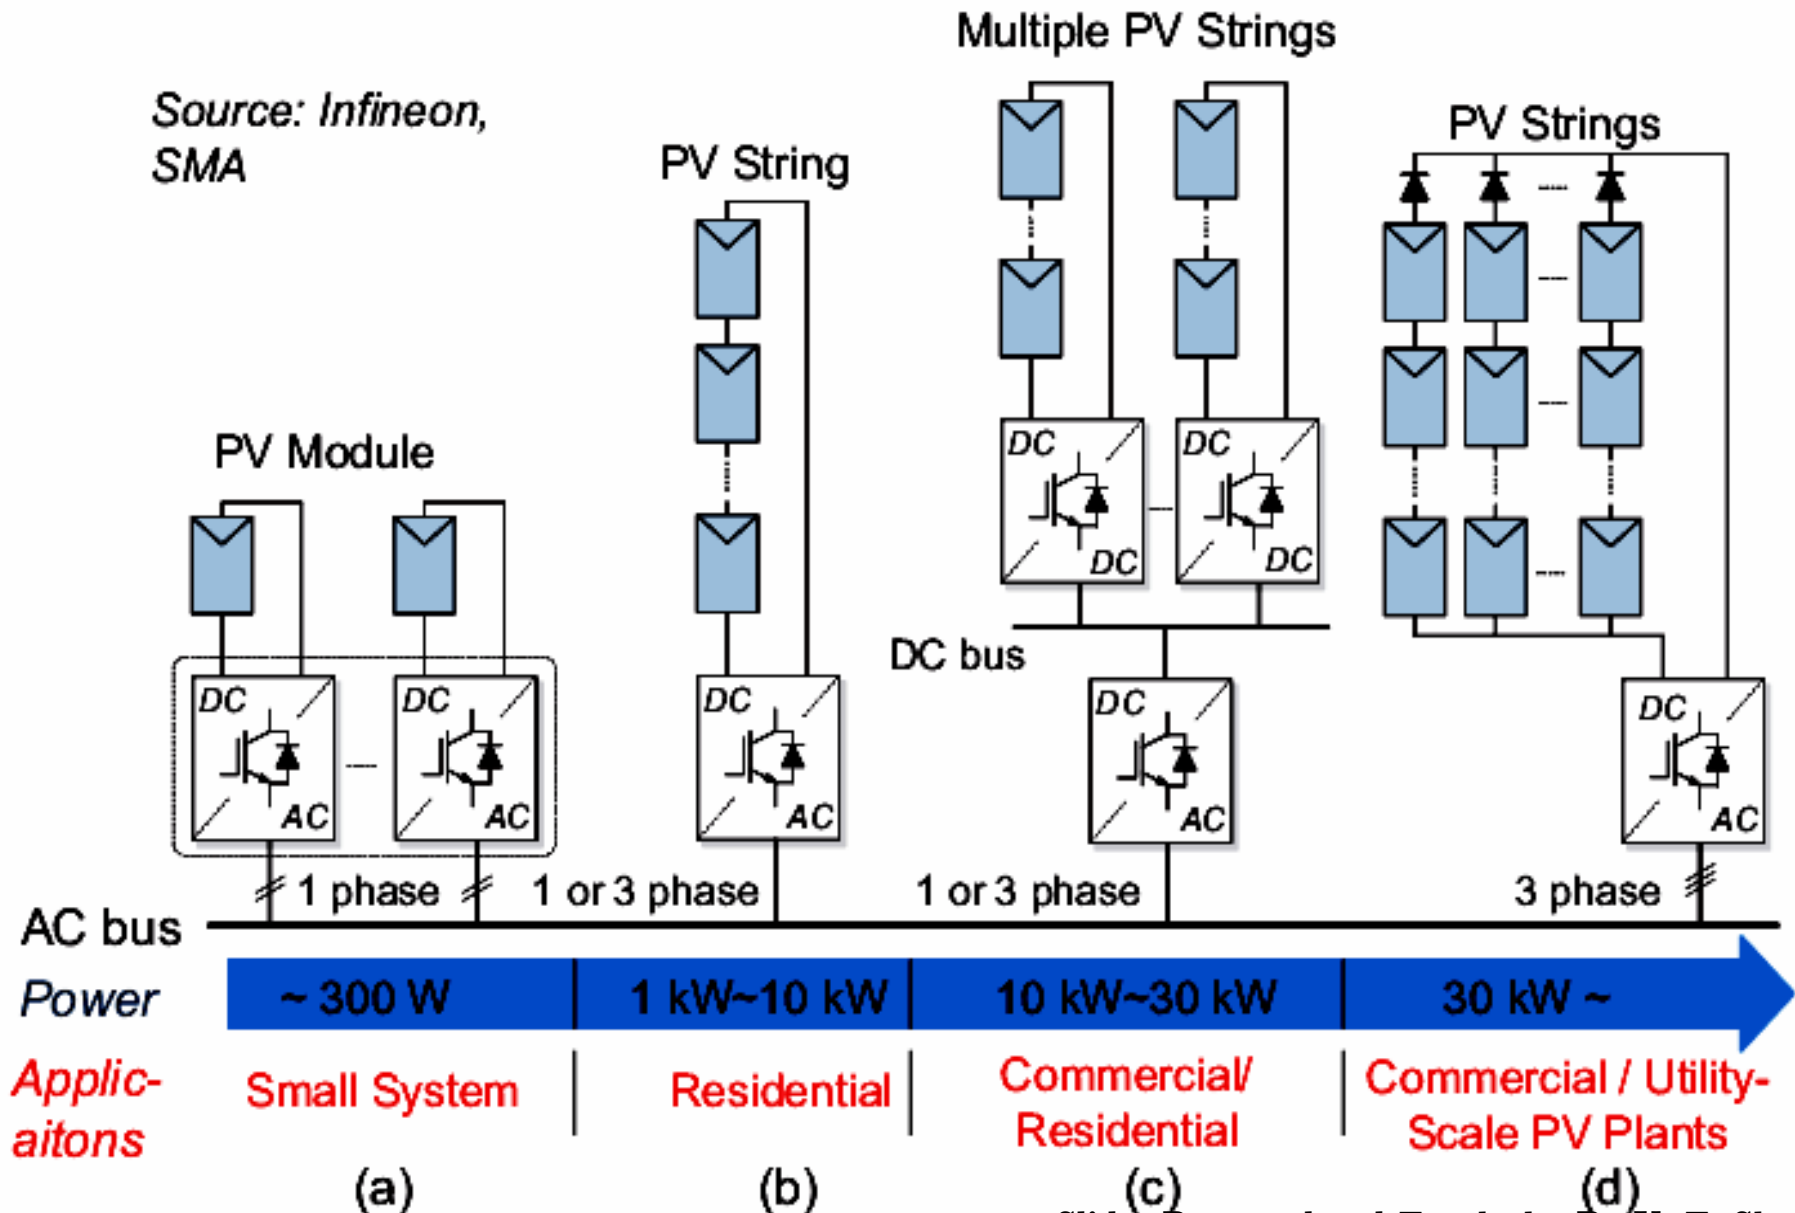 Multiple PV Strings
Source: Infineon,
SMA
PV String
PV Strings
PV Module
DC
DC
DC
DC
DC bus
DC
AC
DC
AC
DC
AC
DC
AC
DC
AC
1 phase
1 or 3 phase
1 or 3 phase
3 phase
AC bus
Power
~ 300 W
1 kW~10 kW
10 kW~30 kW
30 kW ~
Applic-
aitons
Small System
Residential
Commercial/
Residential
Commercial / Utility-
Scale PV Plants
(a)
(b)
(c)
(d)